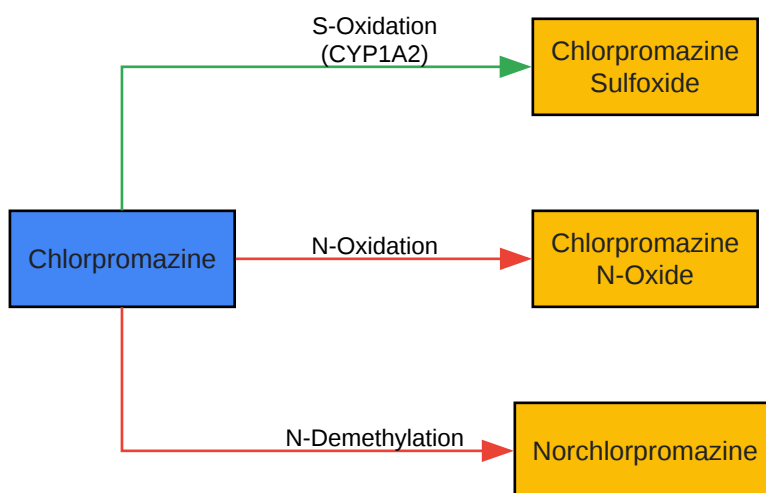 S-Oxidation
(CYP1A2)
Chlorpromazine
Sulfoxide
Chlorpromazine
N-Oxidation
Chlorpromazine
N-Oxide
N-Demethylation
Norchlorpromazine